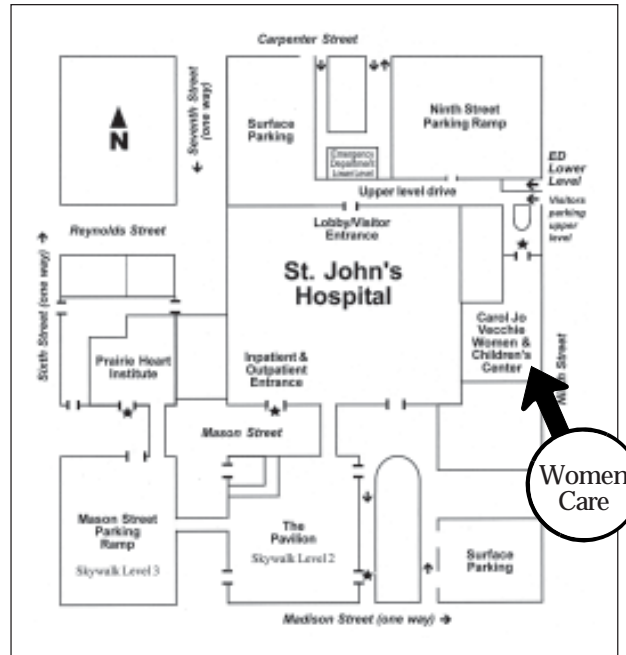 Carpenter Street
N
Seventh Street
(one way)
Surface
Parking
Emergency
Department
Lower Level
Ninth Street
Parking Ramp
ED
Lower
Level
Upper level drive
Visitors
parking
upper
level
Reynolds Street
Lobby/Visitor
Entrance
Sixth Street (one way)
St. John's
Hospital
Carol Jo
Vecchie
Women &
Children's
Center
Prairie Heart
Institute
Inpatient &
Outpatient
Entrance
Street
Mason Street
Women
Care
Mason Street
Parking
Ramp
Skywalk Level 3
The
Pavilion
Skywalk Level 2
Surface
Parking
Madison Street (one way)